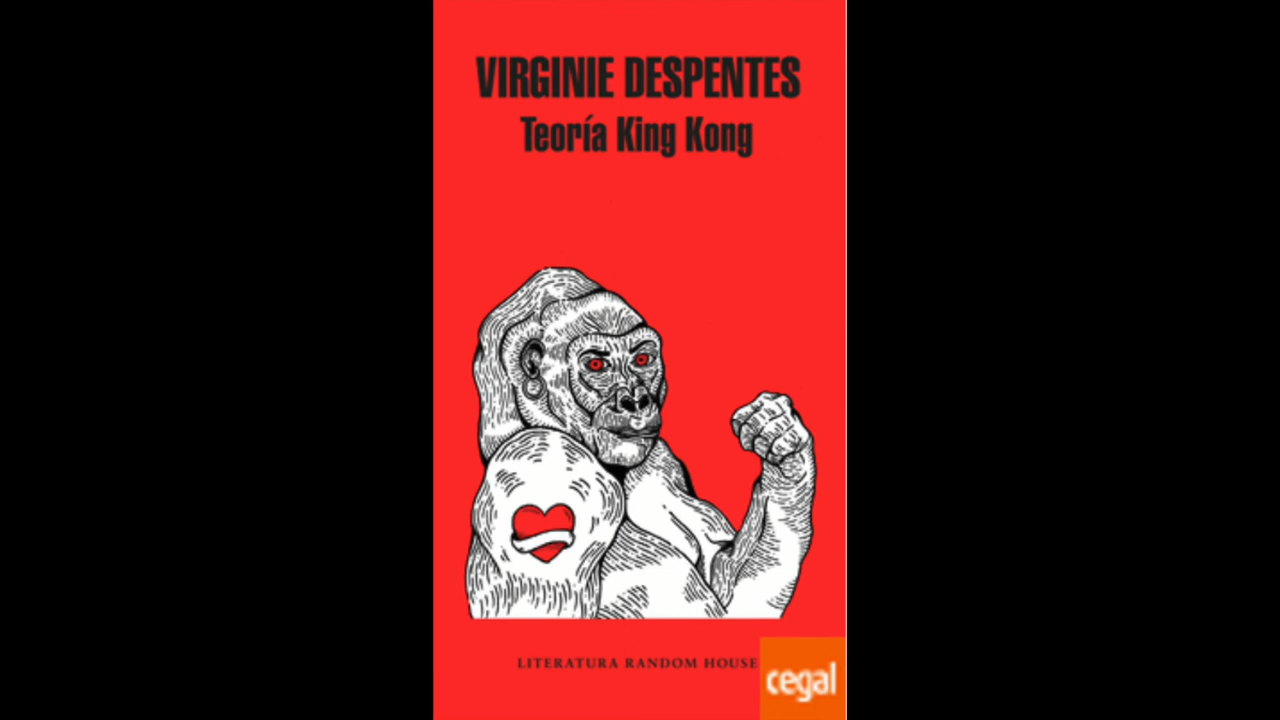 VIRGINIE DESPENTES
Teoría King Kong
LITERATURA RANDOM HOUSE
cegal